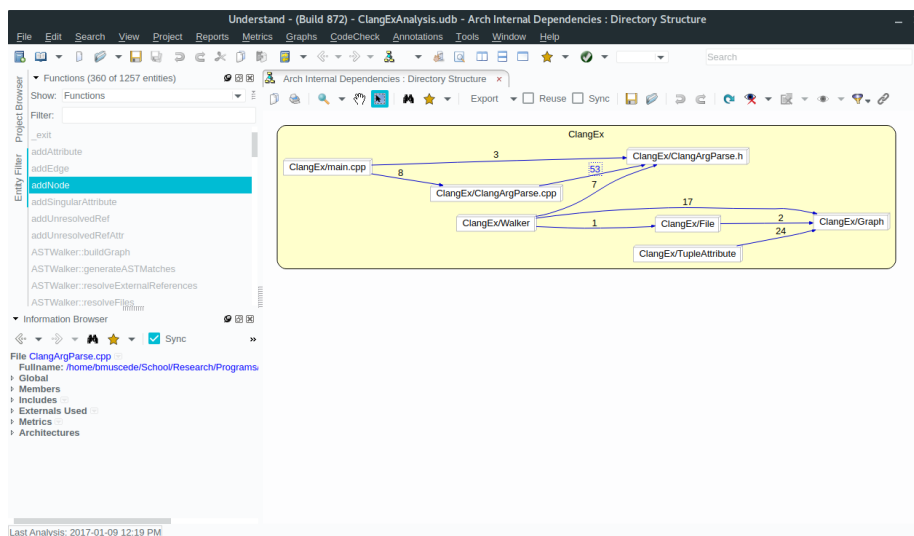 Understand - (Build 872) - ClangExAnalysis.udb - Arch Internal Dependencies : Directory Structure
File Edit Search View Project Reports Metrics Graphs CodeCheck Annotations Tools Window Help
Search
Project Browser
Entity Filter
Functions (360 of 1257 entities)
Show: Functions
Filter:
_exit
addAttribute
addEdge
addNode
addSingularAttribute
addUnresolvedRef
addUnresolvedRefAttr
ASTWalker::buildGraph
ASTWalker::generateASTMatches
ASTWalker::resolveExternalReferences
ASTWalker::resolveFiles
Information Browser
Sync
»
File ClangArgParse.cpp
Fullname: /home/bmuscede/School/Research/Programs/
Global
Members
Includes
Externals Used
Metrics
Architectures
Arch Internal Dependencies : Directory Structure ×
Export Reuse Sync
ClangEx
ClangEx/main.cpp
3
ClangEx/ClangArgParse.h
8
53
ClangEx/ClangArgParse.cpp
7
ClangEx/Walker
17
1
ClangEx/File
2
ClangEx/Graph
24
ClangEx/TupleAttribute
Last Analysis: 2017-01-09 12:19 PM